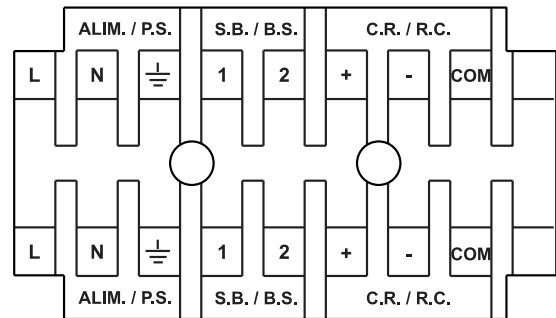 ALIM. / P.S. S.B. / B.S. C.R. / R.C.
L N 1 2 + - COM
L N 1 2 + - COM
ALIM. / P.S. S.B. / B.S. C.R. / R.C.